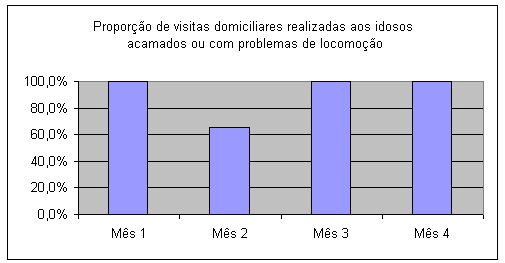 Proporção de visitas domiciliares realizadas aos idosos
acamados ou com problemas de locomoção
100,0%
80,0%
60,0%
40,0%
20,0%
0,0%
Mês 1 Mês 2 Mês 3 Mês 4